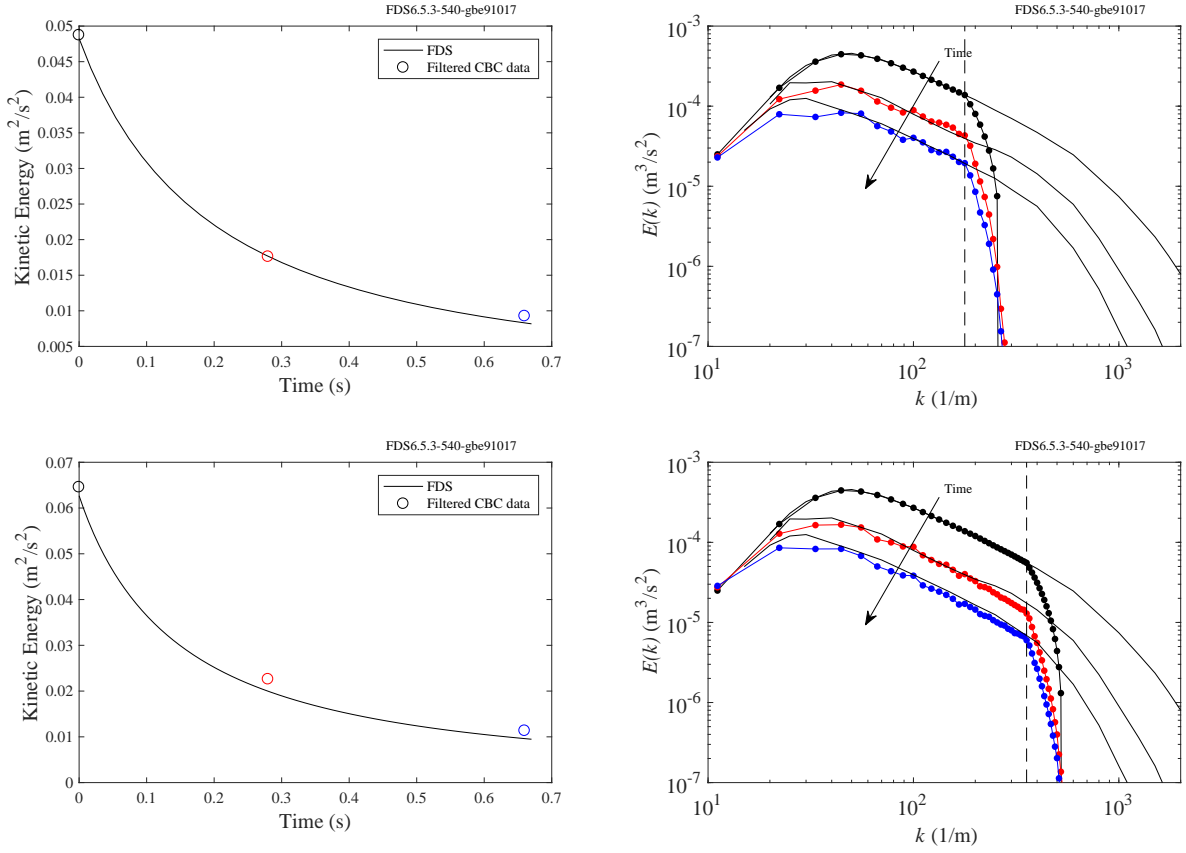 FDS6.5.3-540-gbe91017
Kinetic Energy (m²/s²)
0.05
0.045
0.04
0.035
0.03
0.025
0.02
0.015
0.01
0.005
0 0.1 0.2 0.3 0.4 0.5 0.6 0.7
Time (s)
FDS
Filtered CBC data
FDS6.5.3-540-gbe91017
E(k) (m³/s²)
10⁻³
10⁻⁴
10⁻⁵
10⁻⁶
10⁻⁷
10¹ 10² 10³
k (1/m)
Time
FDS6.5.3-540-gbe91017
Kinetic Energy (m²/s²)
0.07
0.06
0.05
0.04
0.03
0.02
0.01
0
0 0.1 0.2 0.3 0.4 0.5 0.6 0.7
Time (s)
FDS
Filtered CBC data
FDS6.5.3-540-gbe91017
E(k) (m³/s²)
10⁻³
10⁻⁴
10⁻⁵
10⁻⁶
10⁻⁷
10¹ 10² 10³
k (1/m)
Time